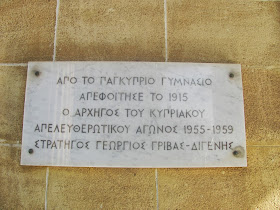 ΑΠΟ ΤΟ ΠΑΓΚΥΠΡΙΟ ΓΥΜΝΑΣΙΟ
ΑΠΕΦΟΙΤΗΣΕ ΤΟ 1915
Ο ΑΡΧΗΓΟΣ ΤΟΥ ΚΥΠΡΙΑΚΟΥ
ΑΠΕΛΕΥΘΕΡΩΤΙΚΟΥ ΑΓΩΝΟΣ 1955-1959
ΣΤΡΑΤΗΓΟΣ ΓΕΩΡΓΙΟΣ ΓΡΙΒΑΣ-ΔΙΓΕΝΗΣ